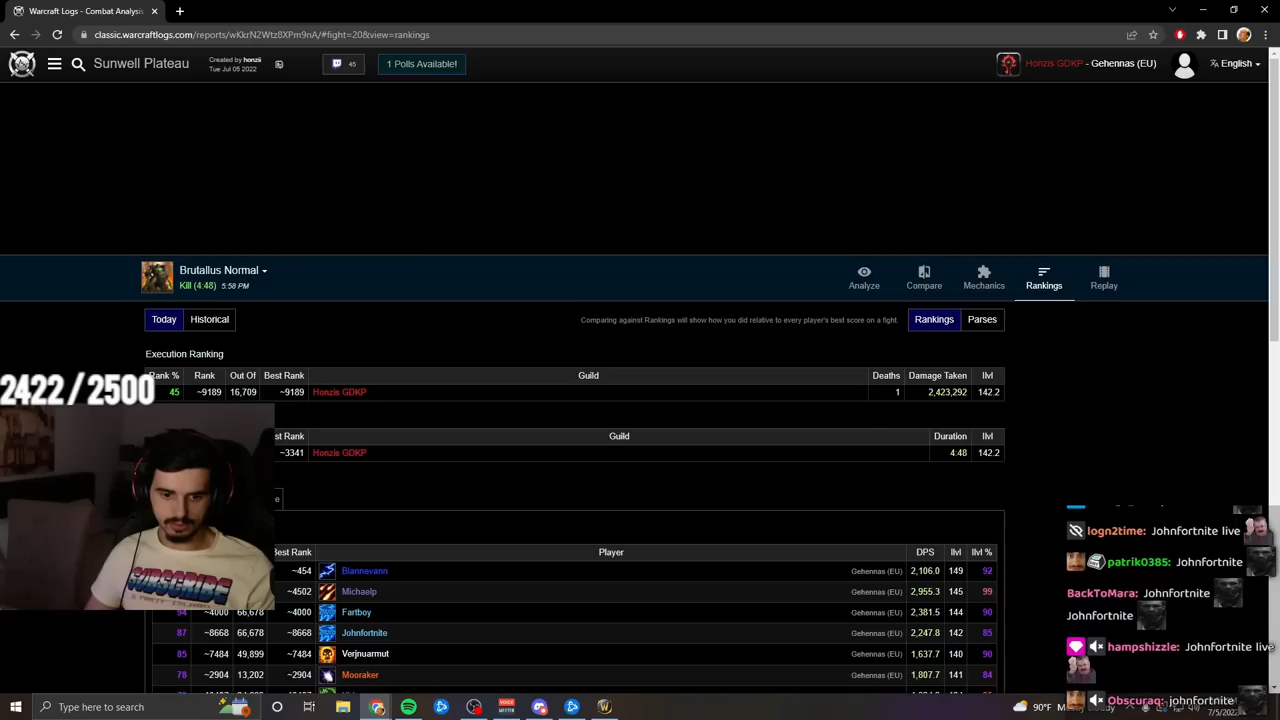 Warcraft Logs - Combat Analysis
classic.warcraftlogs.com/reports/wKkrN2Wtz8XPm9nA/#fight=20&view=rankings
Sunwell Plateau
Created by honzii
Tue Jul 05 2022
45
1 Polls Available!
Honzis GDKP - Gehennas (EU)
English
Brutallus Normal
Kill (4:48) 5:58 PM
Analyze Compare Mechanics Rankings Replay
Today Historical
Comparing against Rankings will show how you did relative to every player's best score on a fight.
Rankings Parses
Execution Ranking
Rank % Rank Out Of Best Rank Guild Deaths Damage Taken Ilvl
45 ~9189 16,709 ~9189 Honzis GDKP 1 2,423,292 142.2
2422 / 2500
st Rank Guild Duration Ilvl
~3341 Honzis GDKP 4:48 142.2
e
Best Rank Player DPS Ilvl Ilvl %
~454 Biannevann Gehennas (EU) 2,106.0 149 92
~4502 Michaelp Gehennas (EU) 2,955.3 145 99
94 ~4000 66,678 ~4000 Fartboy Gehennas (EU) 2,381.5 144 90
87 ~8668 66,678 ~8668 Johnfortnite Gehennas (EU) 2,247.8 142 85
85 ~7484 49,899 ~7484 Verjnuarmut Gehennas (EU) 1,637.7 140 90
78 ~2904 13,202 ~2904 Mooraker Gehennas (EU) 1,807.7 141 84
SUBSCRIBE
logn2time: Johnfortnite live
patrik0385: Johnfortnite
BackToMara: Johnfortnite
Johnfortnite
hampshizzle: Johnfortnite live
Obscuraq: johnfortnite
Type here to search
90°F
7/5/202